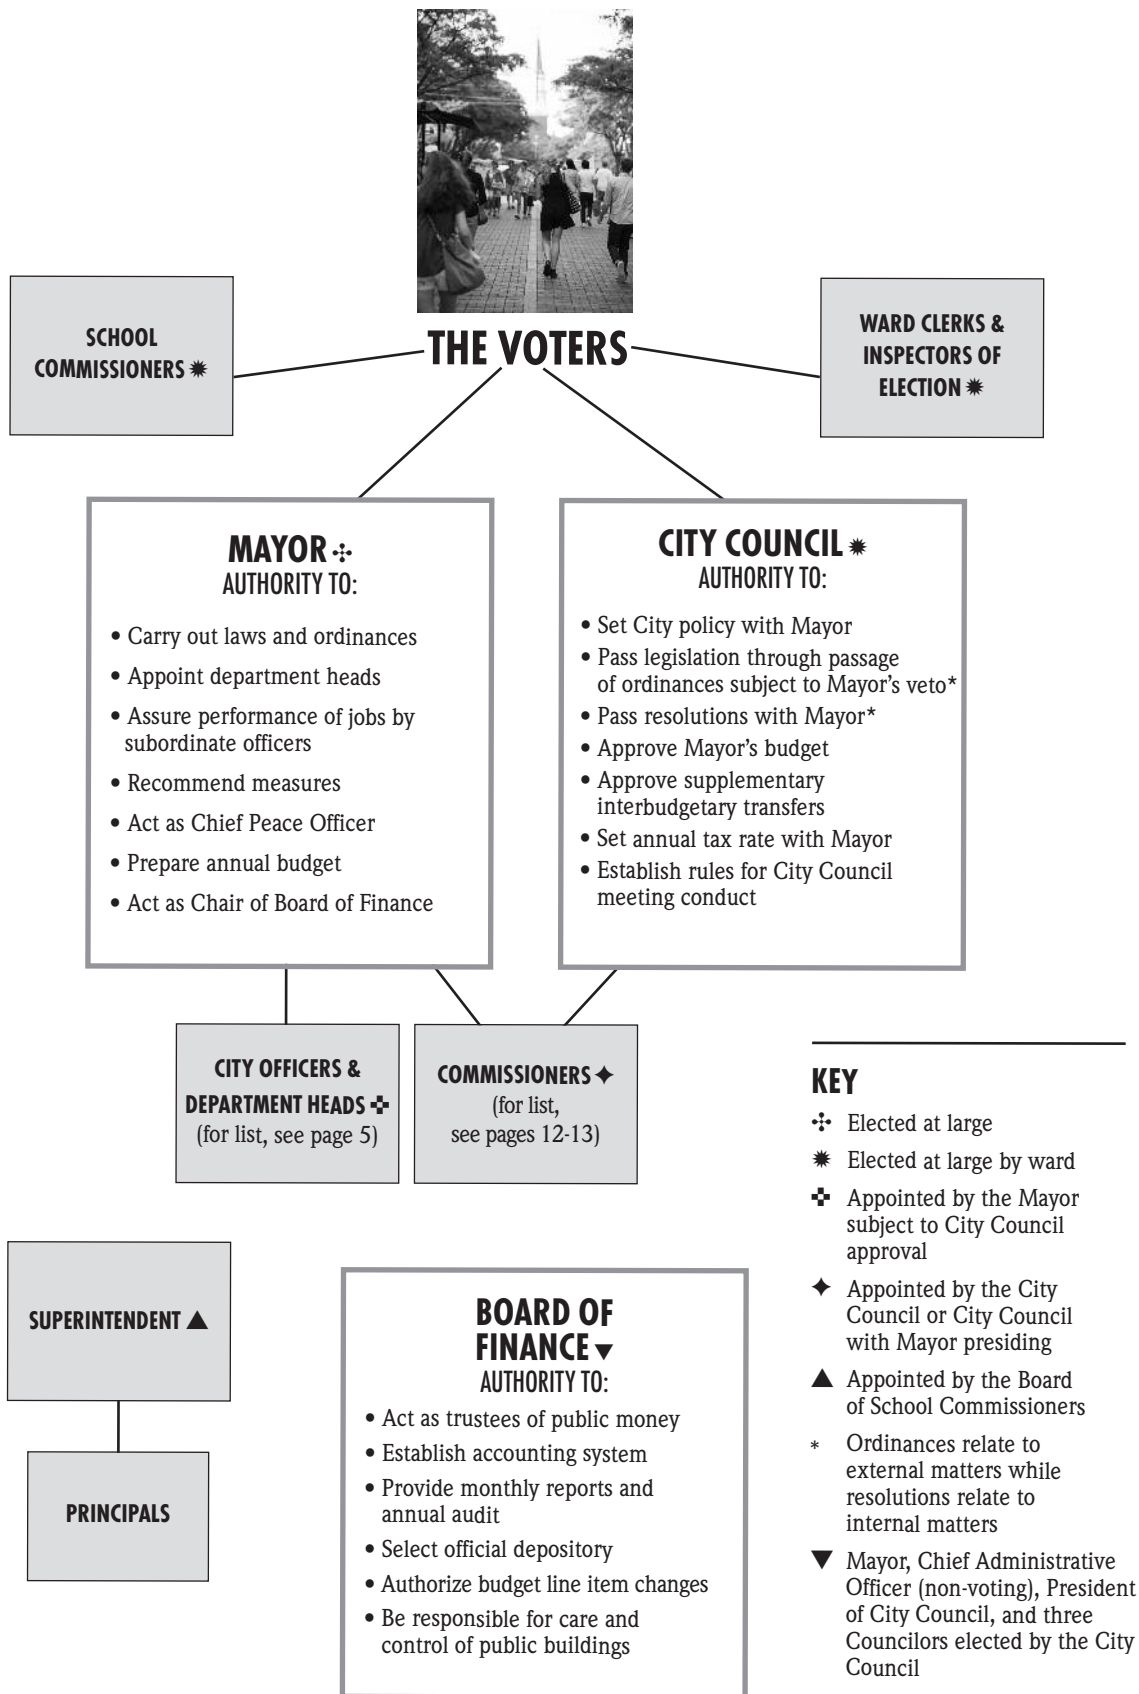 THE VOTERS
SCHOOL
COMMISSIONERS ✹
WARD CLERKS &
INSPECTORS OF
ELECTION ✹
MAYOR ✣
AUTHORITY TO:
• Carry out laws and ordinances
• Appoint department heads
• Assure performance of jobs by
subordinate officers
• Recommend measures
• Act as Chief Peace Officer
• Prepare annual budget
• Act as Chair of Board of Finance
CITY COUNCIL ✹
AUTHORITY TO:
• Set City policy with Mayor
• Pass legislation through passage
of ordinances subject to Mayor's veto*
• Pass resolutions with Mayor*
• Approve Mayor's budget
• Approve supplementary
interbudgetary transfers
• Set annual tax rate with Mayor
• Establish rules for City Council
meeting conduct
CITY OFFICERS &
DEPARTMENT HEADS ✜
(for list, see page 5)
COMMISSIONERS ✦
(for list,
see pages 12-13)
SUPERINTENDENT ▲
PRINCIPALS
BOARD OF
FINANCE ▼
AUTHORITY TO:
• Act as trustees of public money
• Establish accounting system
• Provide monthly reports and
annual audit
• Select official depository
• Authorize budget line item changes
• Be responsible for care and
control of public buildings
KEY
✣ Elected at large
✹ Elected at large by ward
✜ Appointed by the Mayor
subject to City Council
approval
✦ Appointed by the City
Council or City Council
with Mayor presiding
▲ Appointed by the Board
of School Commissioners
* Ordinances relate to
external matters while
resolutions relate to
internal matters
▼ Mayor, Chief Administrative
Officer (non-voting), President
of City Council, and three
Councilors elected by the City
Council